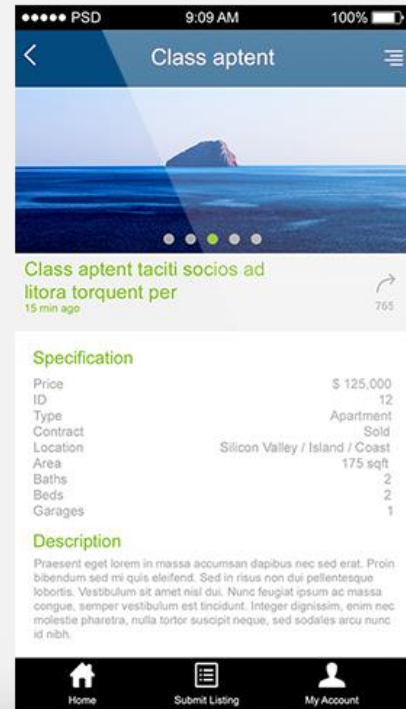 PSD 9:09 AM 100%
Class aptent
Class aptent taciti socios ad
litora torquent per
15 min ago
765
Specification
Price $ 125,000
ID 12
Type Apartment
Contract Sold
Location Silicon Valley / Island / Coast
Area 175 sqft
Baths 2
Beds 2
Garages 1
Description
Praesent eget lorem in massa accumsan dapibus nec sed erat. Proin
bibendum sed mi quis eleifend. Sed in risus non dui pellentesque
lobortis. Vestibulum sit amet nisl dui. Nunc feugiat ipsum ac massa
congue, semper vestibulum est tincidunt. Integer dignissim, enim nec
molestie pharetra, nulla tortor suscipit neque, sed sodales arcu nunc
id nibh.
Home Submit Listing My Account